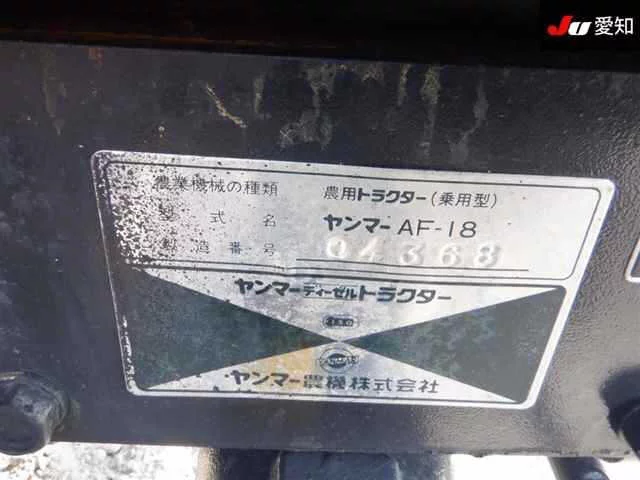 JU 愛知
農業機械の種類 農用トラクター(乗用型)
型式名 ヤンマー AF-18
製造番号 04368
ヤンマーディーゼルトラクター
YANMAR
ヤンマー農機株式会社